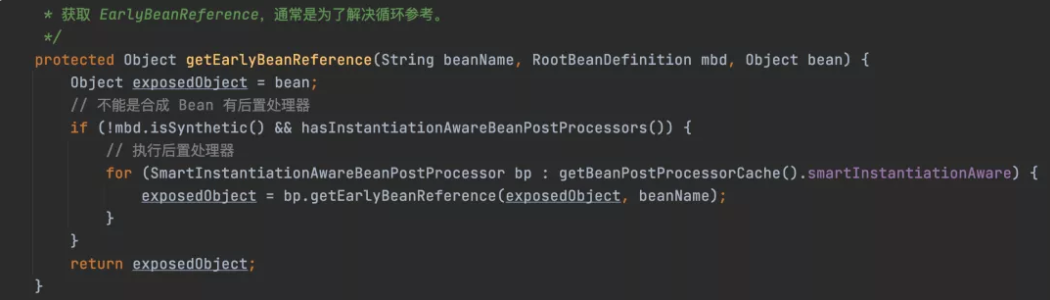 * 获取 EarlyBeanReference，通常是为了解决循环参考。
*/
protected Object getEarlyBeanReference(String beanName, RootBeanDefinition mbd, Object bean) {
Object exposedObject = bean;
// 不能是合成 Bean 有后置处理器
if (!mbd.isSynthetic() && hasInstantiationAwareBeanPostProcessors()) {
// 执行后置处理器
for (SmartInstantiationAwareBeanPostProcessor bp : getBeanPostProcessorCache().smartInstantiationAware) {
exposedObject = bp.getEarlyBeanReference(exposedObject, beanName);
}
}
return exposedObject;
}